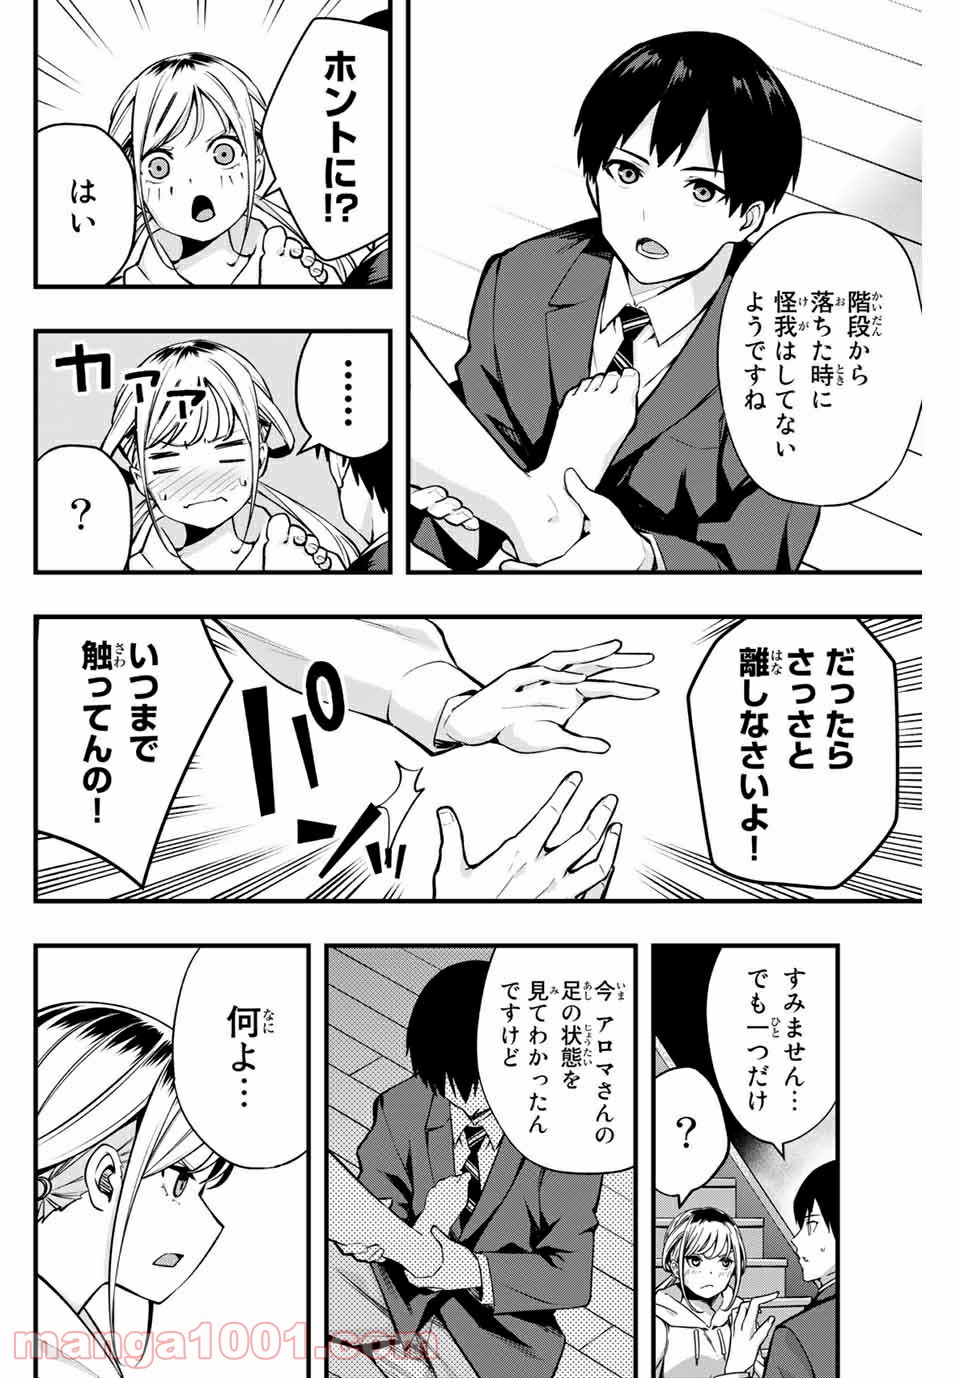 階段から
落ちた時に
怪我はしてない
ようですね
ホントに!?
はい
……
カァァァ
?
だったら
さっさと
離しなさいよ!
パシッ
いつまで
触ってんの!
すみません…
でも一つだけ
?
今 アロマさんの
足の状態を
見てわかったん
ですけど
何よ…
manga1001.com